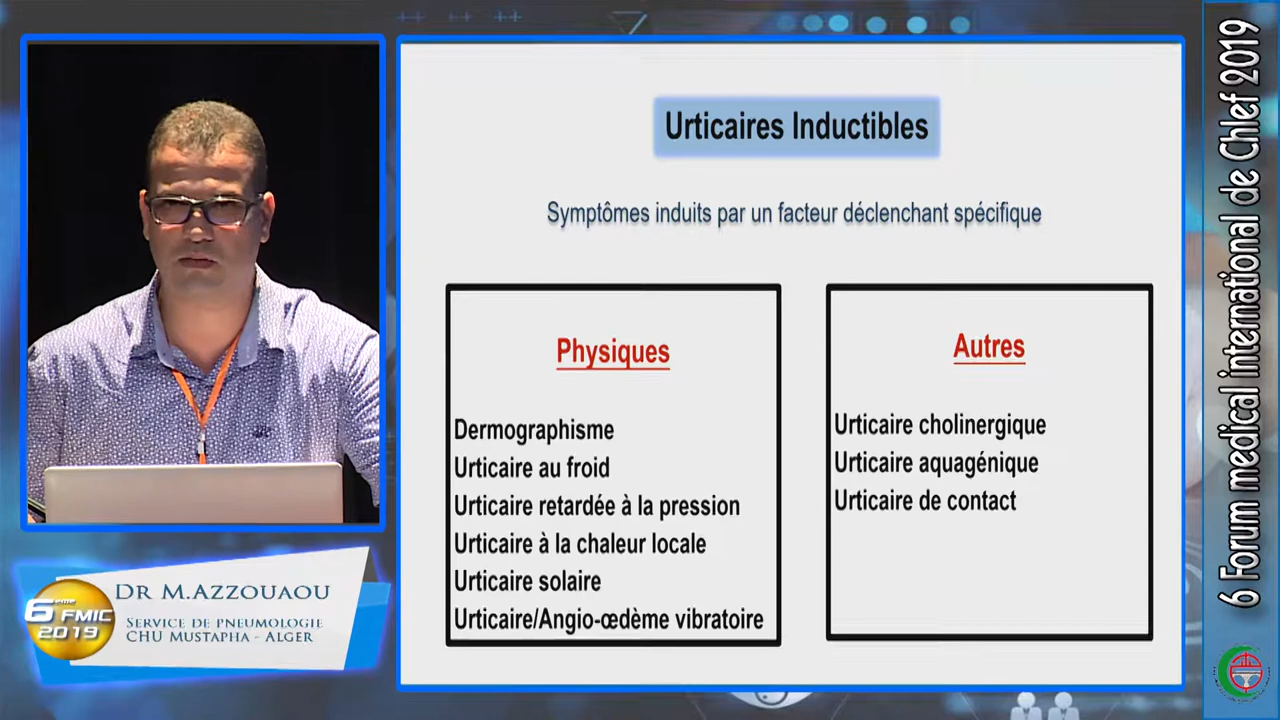 Urticaires Inductibles
Symptômes induits par un facteur déclenchant spécifique
Physiques
Dermographisme
Urticaire au froid
Urticaire retardée à la pression
Urticaire à la chaleur locale
Urticaire solaire
Urticaire/Angio-œdème vibratoire
Autres
Urticaire cholinergique
Urticaire aquagénique
Urticaire de contact
6ème FMIC
2019
Dr M.Azzouaou
Service de pneumologie
CHU Mustapha - Alger
6 Forum medical international de Chlef 2019